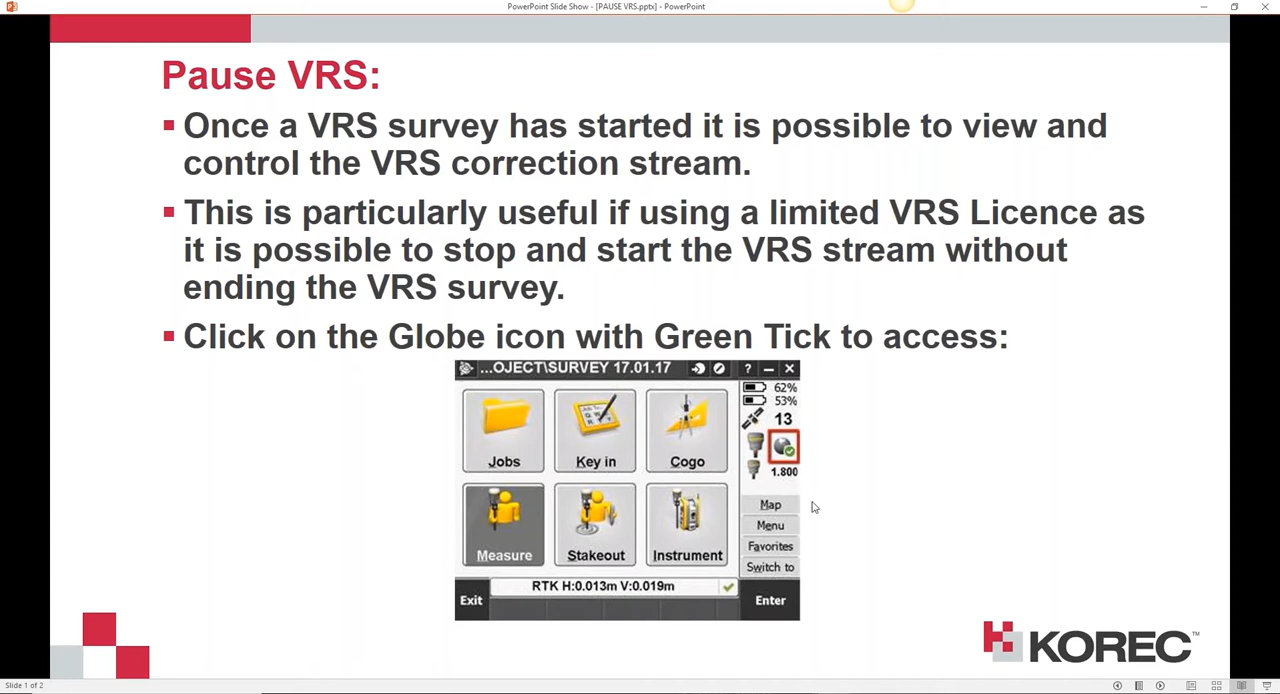 PowerPoint Slide Show - [PAUSE VRS.pptx] - PowerPoint
Pause VRS:
Once a VRS survey has started it is possible to view and
control the VRS correction stream.
This is particularly useful if using a limited VRS Licence as
it is possible to stop and start the VRS stream without
ending the VRS survey.
Click on the Globe icon with Green Tick to access:
...OJECT\SURVEY 17.01.17
?
62%
53%
13
1.800
Jobs
Key in
Cogo
Measure
Stakeout
Instrument
Map
Menu
Favorites
Switch to
RTK H:0.013m V:0.019m
Exit
Enter
KOREC™
Slide 1 of 2